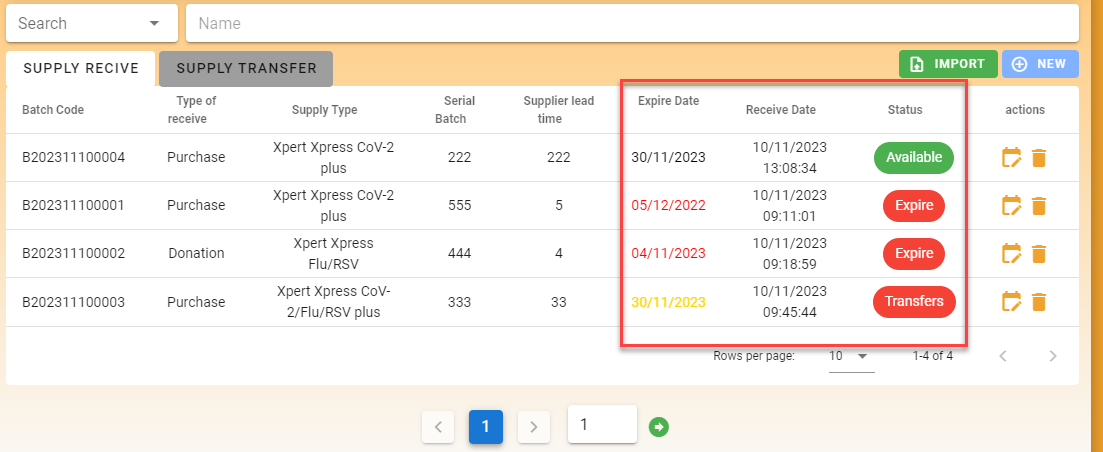 Search
Name
SUPPLY RECIVE
SUPPLY TRANSFER
IMPORT
NEW
Batch Code
Type of
receive
Supply Type
Serial
Batch
Supplier lead
time
Expire Date
Receive Date
Status
actions
B202311100004
Purchase
Xpert Xpress CoV-2
plus
222
222
30/11/2023
10/11/2023
13:08:34
Available
B202311100001
Purchase
Xpert Xpress CoV-2
plus
555
5
05/12/2022
10/11/2023
09:11:01
Expire
B202311100002
Donation
Xpert Xpress
Flu/RSV
444
4
04/11/2023
10/11/2023
09:18:59
Expire
B202311100003
Purchase
Xpert Xpress CoV-
2/Flu/RSV plus
333
33
30/11/2023
10/11/2023
09:45:44
Transfers
Rows per page:
10
1-4 of 4
1
1